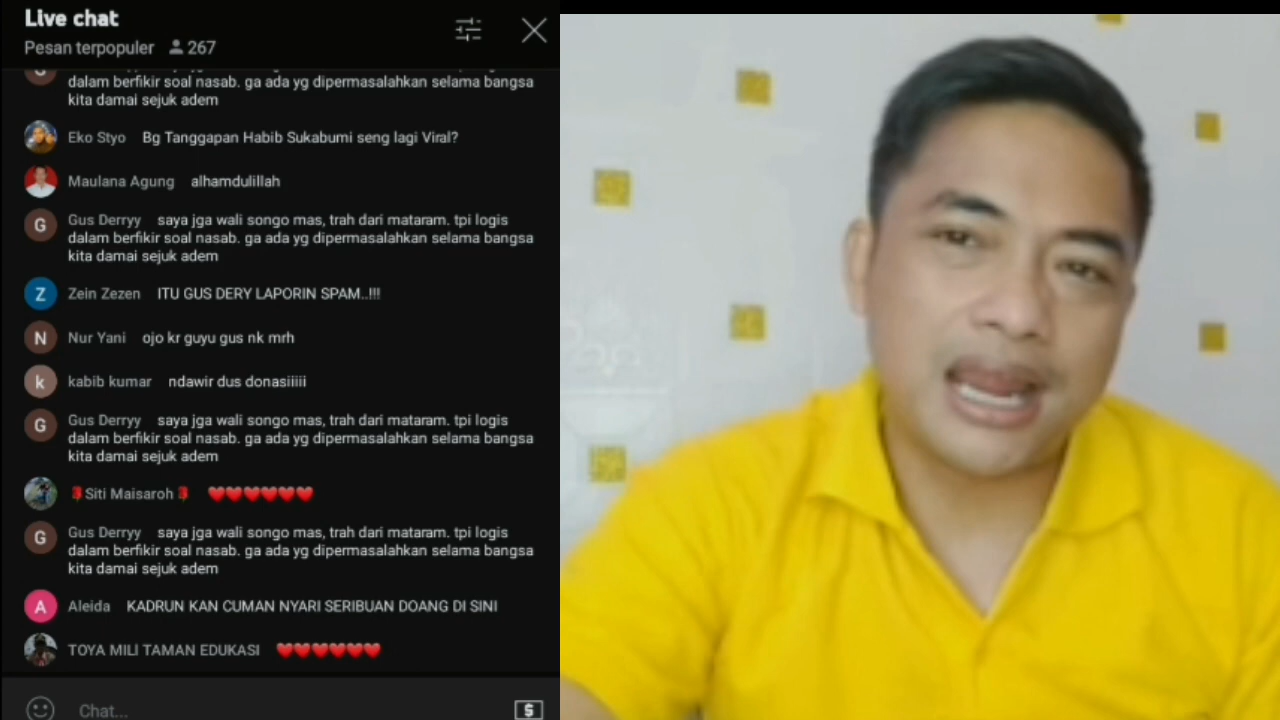 Live chat
Pesan terpopuler 267
dalam berfikir soal nasab. ga ada yg dipermasalahkan selama bangsa
kita damai sejuk adem
Eko Styo Bg Tanggapan Habib Sukabumi seng lagi Viral?
Maulana Agung alhamdulillah
G Gus Derryy saya jga wali songo mas, trah dari mataram. tpi logis
dalam berfikir soal nasab. ga ada yg dipermasalahkan selama bangsa
kita damai sejuk adem
Z Zein Zezen ITU GUS DERY LAPORIN SPAM..!!!
N Nur Yani ojo kr guyu gus nk mrh
k kabib kumar ndawir dus donasiiiii
G Gus Derryy saya jga wali songo mas, trah dari mataram. tpi logis
dalam berfikir soal nasab. ga ada yg dipermasalahkan selama bangsa
kita damai sejuk adem
🌹Siti Maisaroh🌹 ❤️❤️❤️❤️❤️❤️
G Gus Derryy saya jga wali songo mas, trah dari mataram. tpi logis
dalam berfikir soal nasab. ga ada yg dipermasalahkan selama bangsa
kita damai sejuk adem
A Aleida KADRUN KAN CUMAN NYARI SERIBUAN DOANG DI SINI
TOYA MILI TAMAN EDUKASI ❤️❤️❤️❤️❤️❤️
Chat... $